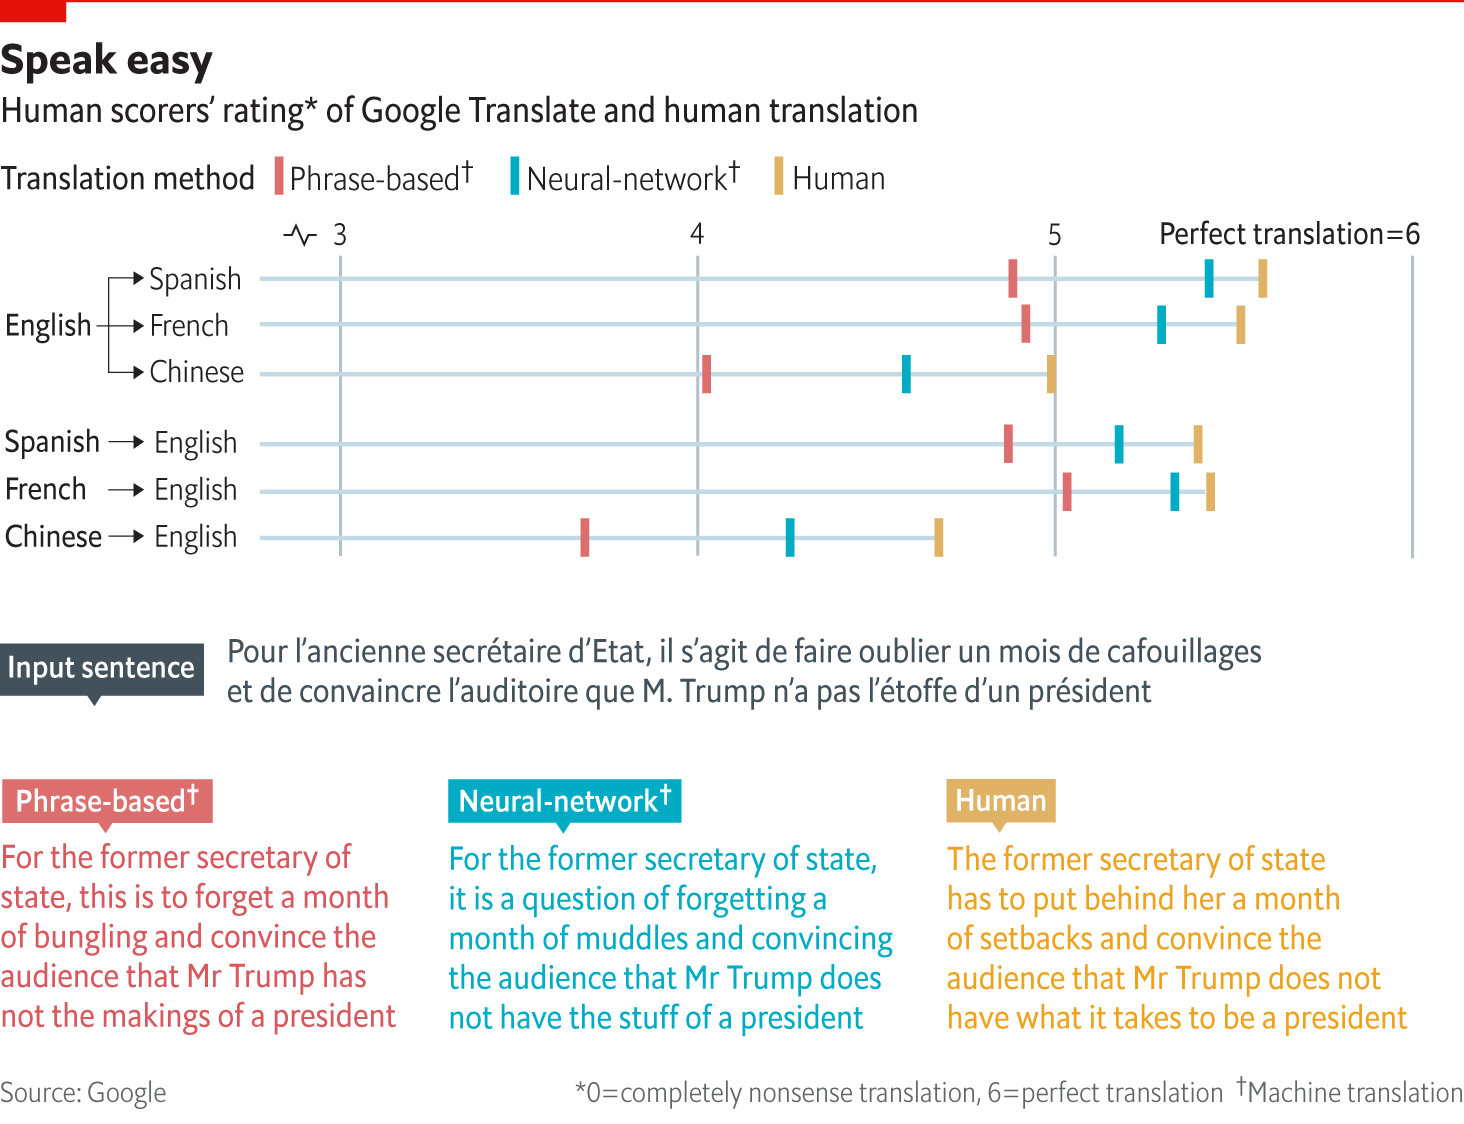 Speak easy
Human scorers’ rating* of Google Translate and human translation
Translation method Phrase-based† Neural-network† Human
3 4 5 Perfect translation=6
Spanish
English French
Chinese
Spanish English
French English
Chinese English
Input sentence
Pour l’ancienne secrétaire d’Etat, il s’agit de faire oublier un mois de cafouillages
et de convaincre l’auditoire que M. Trump n’a pas l’étoffe d’un président
Phrase-based†
For the former secretary of
state, this is to forget a month
of bungling and convince the
audience that Mr Trump has
not the makings of a president
Neural-network†
For the former secretary of state,
it is a question of forgetting a
month of muddles and convincing
the audience that Mr Trump does
not have the stuff of a president
Human
The former secretary of state
has to put behind her a month
of setbacks and convince the
audience that Mr Trump does not
have what it takes to be a president
Source: Google
*0=completely nonsense translation, 6=perfect translation †Machine translation